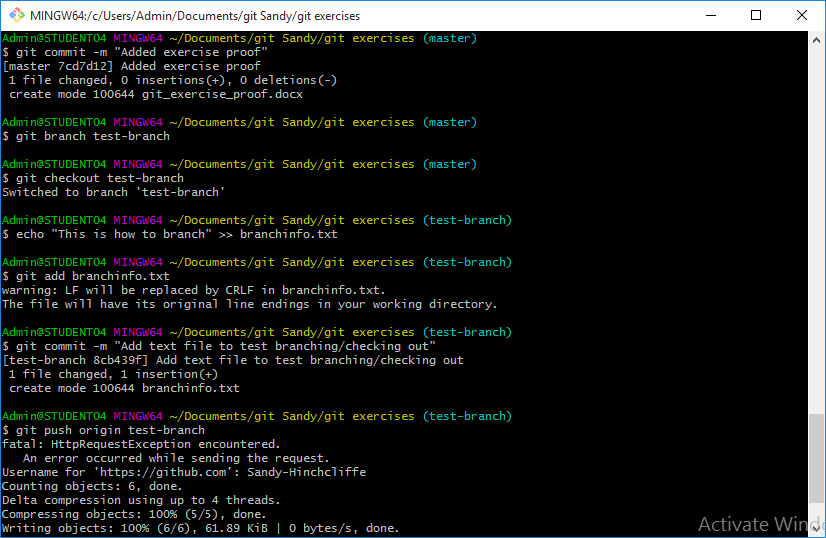 MINGW64:/c/Users/Admin/Documents/git Sandy/git exercises
Admin@STUDENT04 MINGW64 ~/Documents/git Sandy/git exercises (master)
$ git commit -m "Added exercise proof"
[master 7cd7d12] Added exercise proof
 1 file changed, 0 insertions(+), 0 deletions(-)
 create mode 100644 git_exercise_proof.docx
Admin@STUDENT04 MINGW64 ~/Documents/git Sandy/git exercises (master)
$ git branch test-branch
Admin@STUDENT04 MINGW64 ~/Documents/git Sandy/git exercises (master)
$ git checkout test-branch
Switched to branch 'test-branch'
Admin@STUDENT04 MINGW64 ~/Documents/git Sandy/git exercises (test-branch)
$ echo "This is how to branch" >> branchinfo.txt
Admin@STUDENT04 MINGW64 ~/Documents/git Sandy/git exercises (test-branch)
$ git add branchinfo.txt
warning: LF will be replaced by CRLF in branchinfo.txt.
The file will have its original line endings in your working directory.
Admin@STUDENT04 MINGW64 ~/Documents/git Sandy/git exercises (test-branch)
$ git commit -m "Add text file to test branching/checking out"
[test-branch 8cb439f] Add text file to test branching/checking out
 1 file changed, 1 insertion(+)
 create mode 100644 branchinfo.txt
Admin@STUDENT04 MINGW64 ~/Documents/git Sandy/git exercises (test-branch)
$ git push origin test-branch
fatal: HttpRequestException encountered.
   An error occurred while sending the request.
Username for 'https://github.com': Sandy-Hinchcliffe
Counting objects: 6, done.
Delta compression using up to 4 threads.
Compressing objects: 100% (5/5), done.
Writing objects: 100% (6/6), 61.89 KiB | 0 bytes/s, done.
Activate Windo